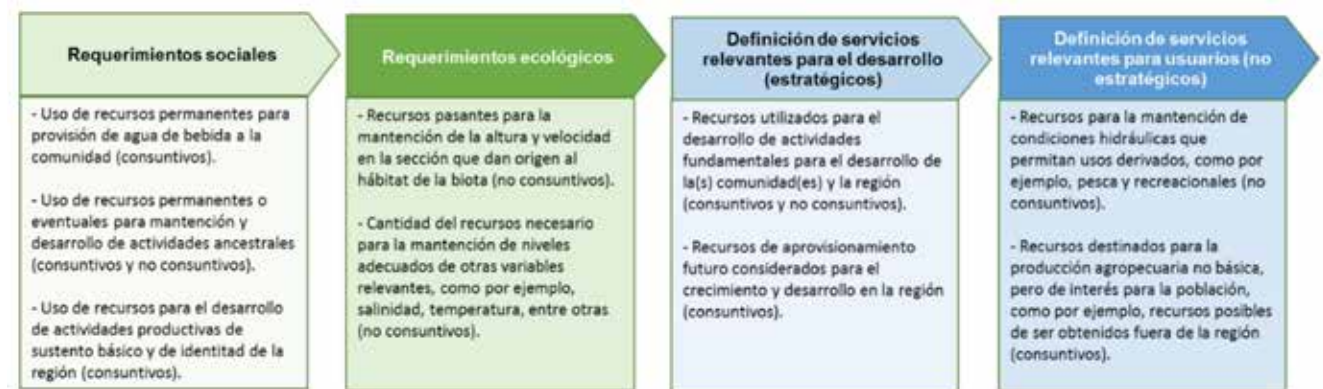 Requerimientos sociales
- Uso de recursos permanentes para
provisión de agua de bebida a la
comunidad (consuntivos).
- Uso de recursos permanentes o
eventuales para mantención y
desarrollo de actividades ancestrales
(consuntivos y no consuntivos).
- Uso de recursos para el desarrollo
de actividades productivas de
sustento básico y de identidad de la
región (consuntivos).
Requerimientos ecológicos
- Recursos pasantes para la
mantención de la altura y velocidad
en la sección que dan origen al
hábitat de la biota (no consuntivos).
- Cantidad del recursos necesario
para la mantención de niveles
adecuados de otras variables
relevantes, como por ejemplo,
salinidad, temperatura, entre otras
(no consuntivos).
Definición de servicios
relevantes para el desarrollo
(estratégicos)
- Recursos utilizados para el
desarrollo de actividades
fundamentales para el desarrollo de
la(s) comunidad(es) y la región
(consuntivos y no consuntivos).
- Recursos de aprovisionamiento
futuro considerados para el
crecimiento y desarrollo en la región
(consuntivos).
Definición de servicios
relevantes para usuarios (no
estratégicos)
- Recursos para la mantención de
condiciones hidráulicas que
permitan usos derivados, como por
ejemplo, pesca y recreacionales (no
consuntivos).
- Recursos destinados para la
producción agropecuaria no básica,
pero de interés para la población,
como por ejemplo, recursos posibles
de ser obtenidos fuera de la región
(consuntivos).